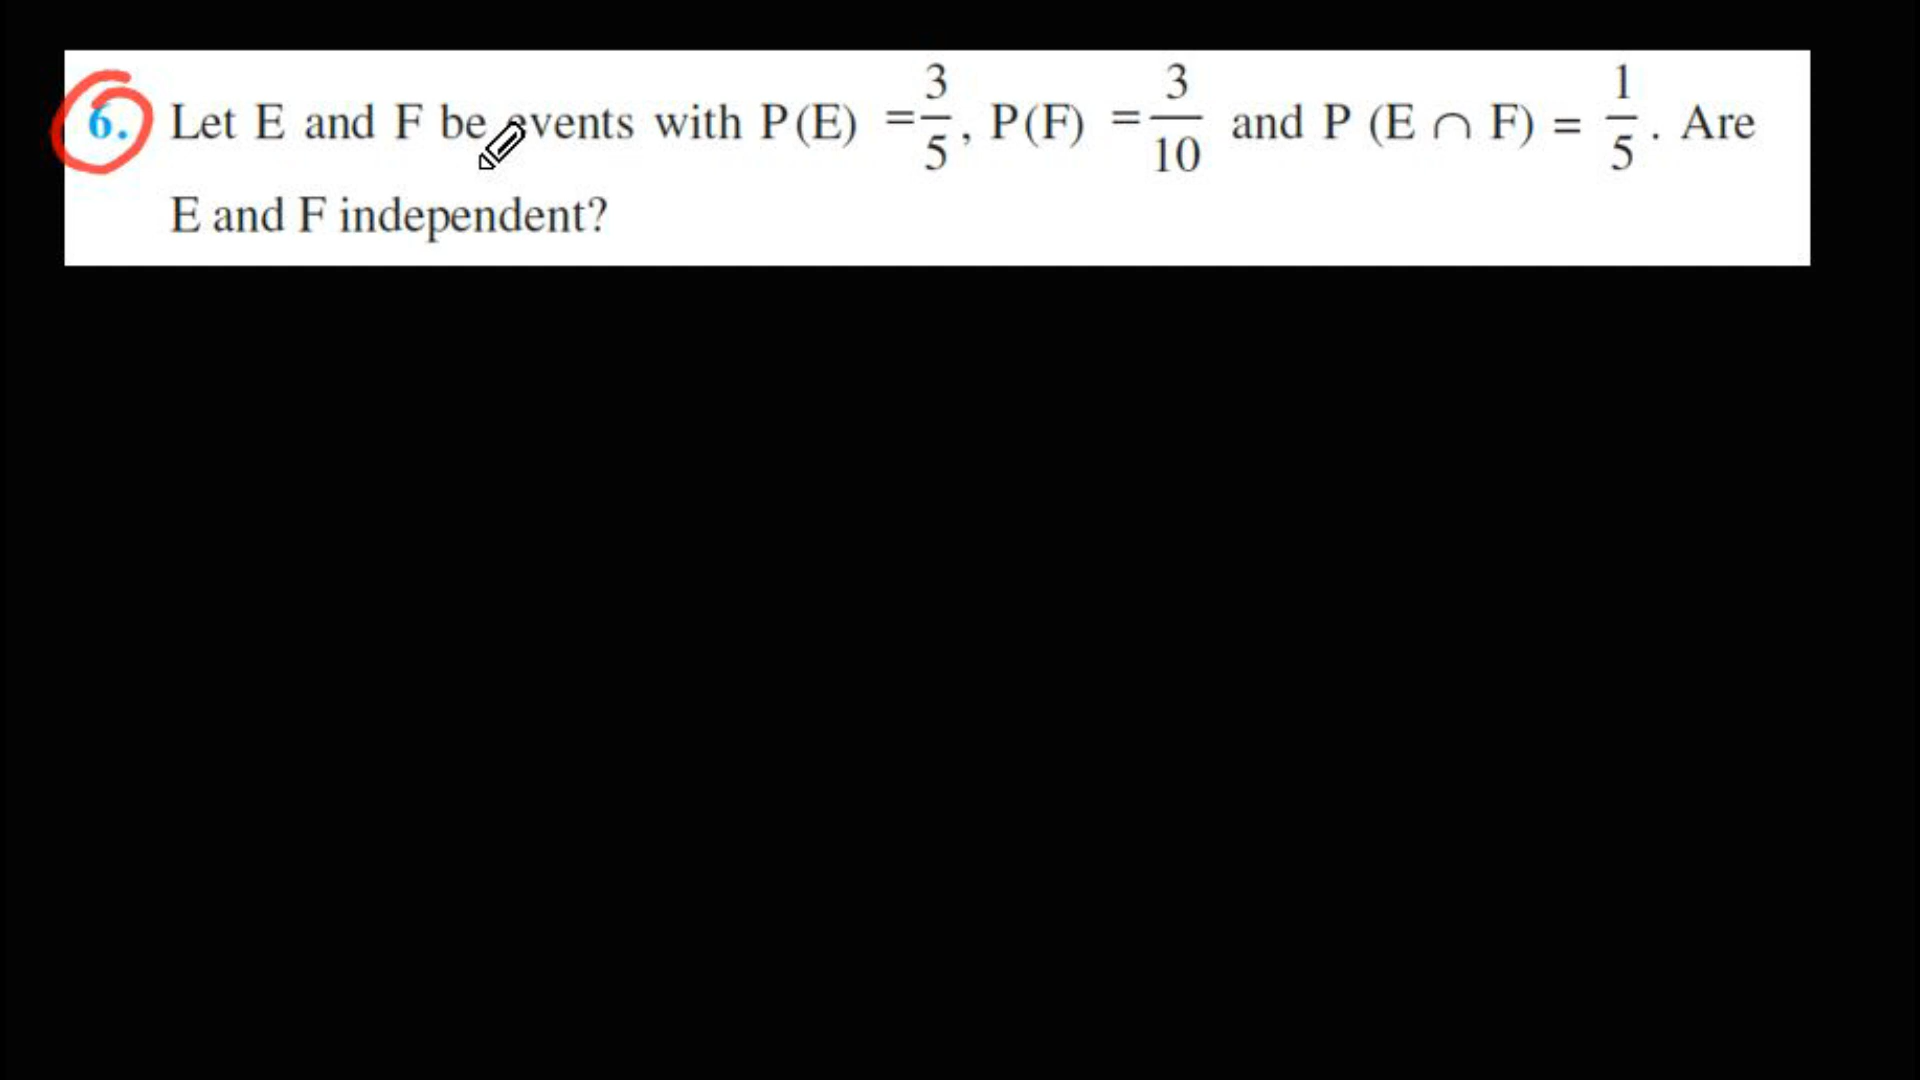 6. Let E and F be events with P(E) = 3/5, P(F) = 3/10 and P (E ∩ F) = 1/5. Are
E and F independent?